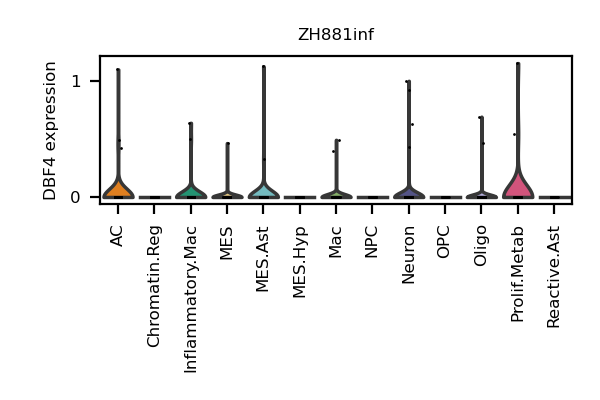 ZH881inf
DBF4 expression
1
0
AC
Chromatin.Reg
Inflammatory.Mac
MES
MES.Ast
MES.Hyp
Mac
NPC
Neuron
OPC
Oligo
Prolif.Metab
Reactive.Ast